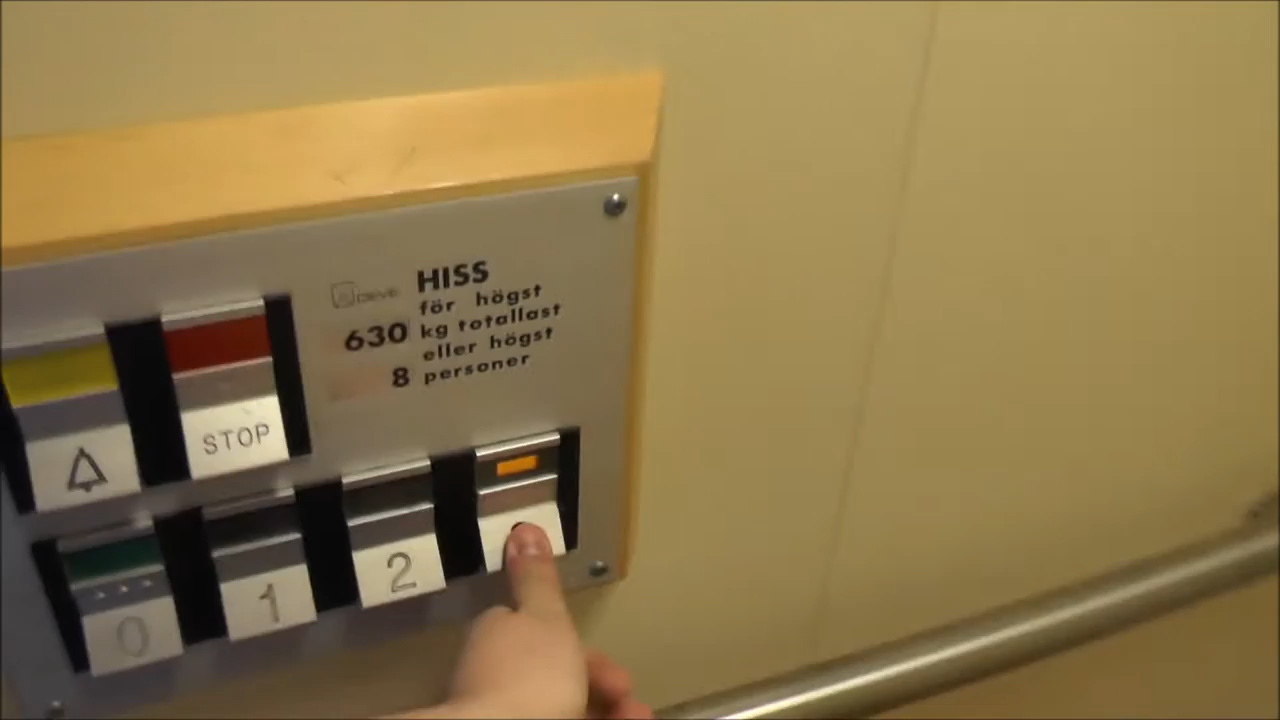 HISS
för högst
630 kg totallast
eller högst
8 personer
STOP
0 1 2